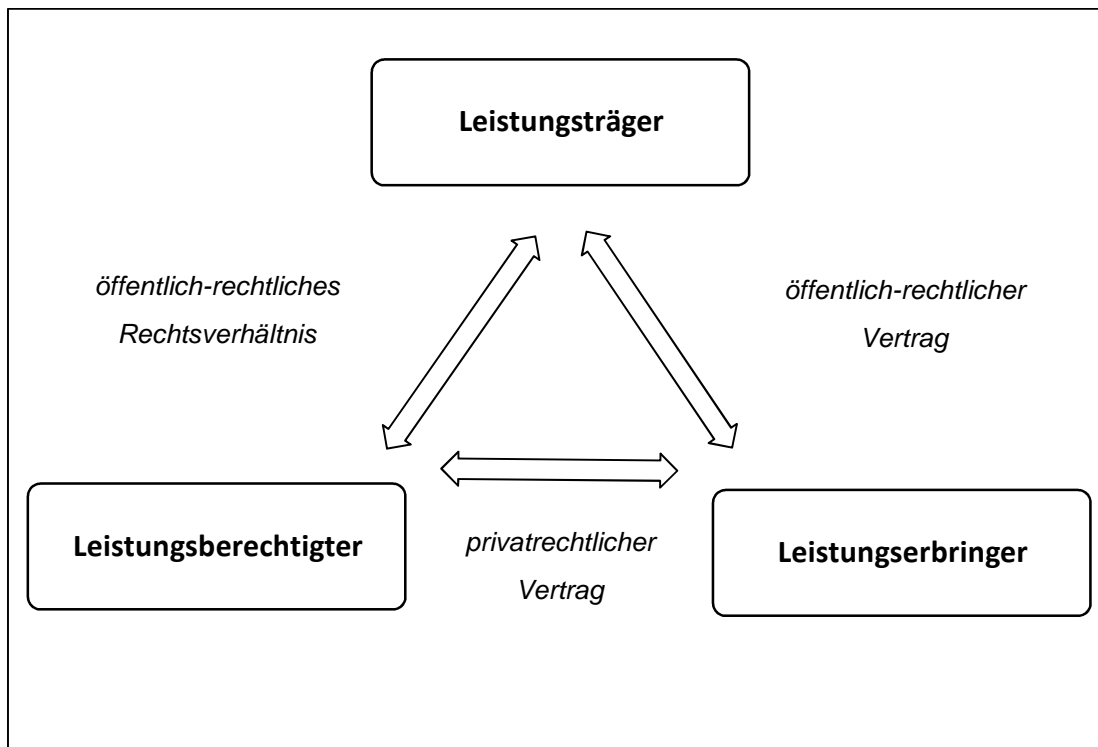 Leistungsträger
öffentlich-rechtliches
Rechtsverhältnis
öffentlich-rechtlicher
Vertrag
Leistungsberechtigter
privatrechtlicher
Vertrag
Leistungserbringer